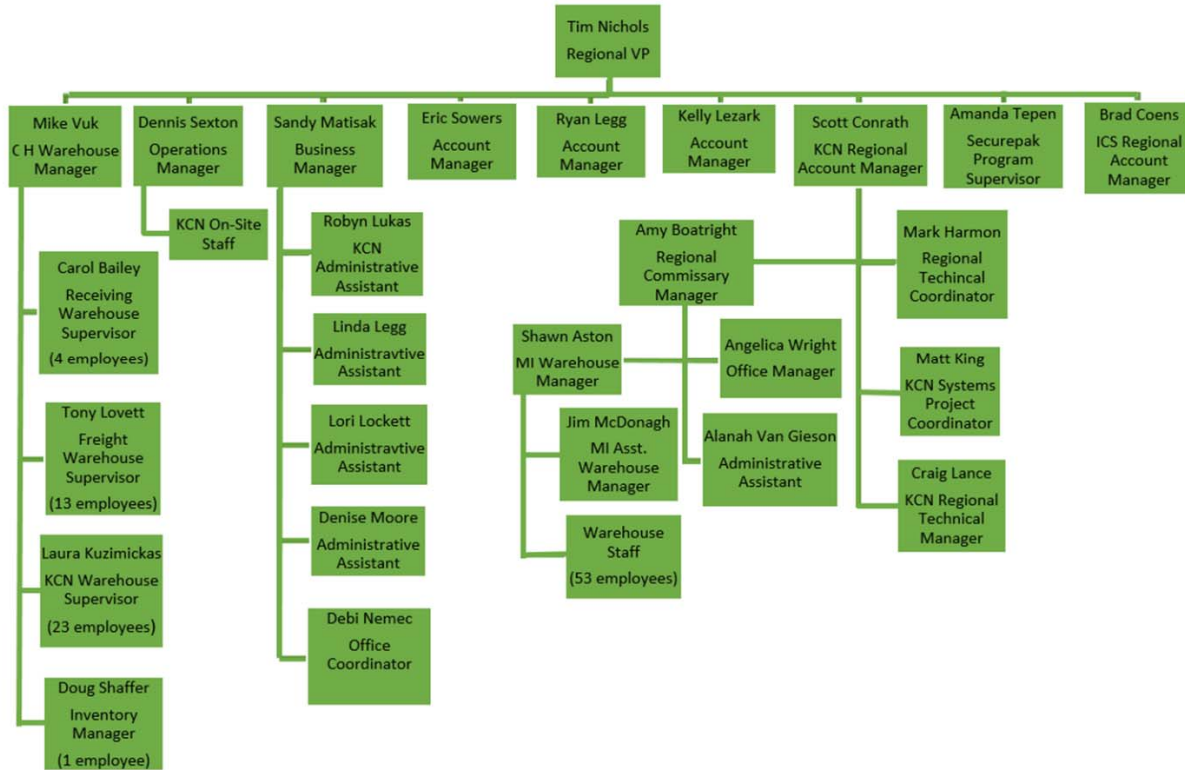 Tim Nichols
Regional VP
Mike Vuk
C H Warehouse
Manager
Dennis Sexton
Operations
Manager
Sandy Matisak
Business
Manager
Eric Sowers
Account
Manager
Ryan Legg
Account
Manager
Kelly Lezark
Account
Manager
Scott Conrath
KCN Regional
Account Manager
Amanda Tepen
Securepak
Program
Supervisor
Brad Coens
ICS Regional
Account
Manager
Carol Bailey
Receiving
Warehouse
Supervisor
(4 employees)
Tony Lovett
Freight
Warehouse
Supervisor
(13 employees)
Laura Kuzimickas
KCN Warehouse
Supervisor
(23 employees)
Doug Shaffer
Inventory
Manager
(1 employee)
KCN On-Site
Staff
Robyn Lukas
KCN
Administrative
Assistant
Linda Legg
Administravtive
Assistant
Lori Lockett
Administravtive
Assistant
Denise Moore
Administrative
Assistant
Debi Nemec
Office
Coordinator
Amy Boatright
Regional
Commissary
Manager
Shawn Aston
MI Warehouse
Manager
Jim McDonagh
MI Asst.
Warehouse
Manager
Warehouse
Staff
(53 employees)
Angelica Wright
Office Manager
Alanah Van Gieson
Administrative
Assistant
Mark Harmon
Regional
Techincal
Coordinator
Matt King
KCN Systems
Project
Coordinator
Craig Lance
KCN Regional
Technical
Manager